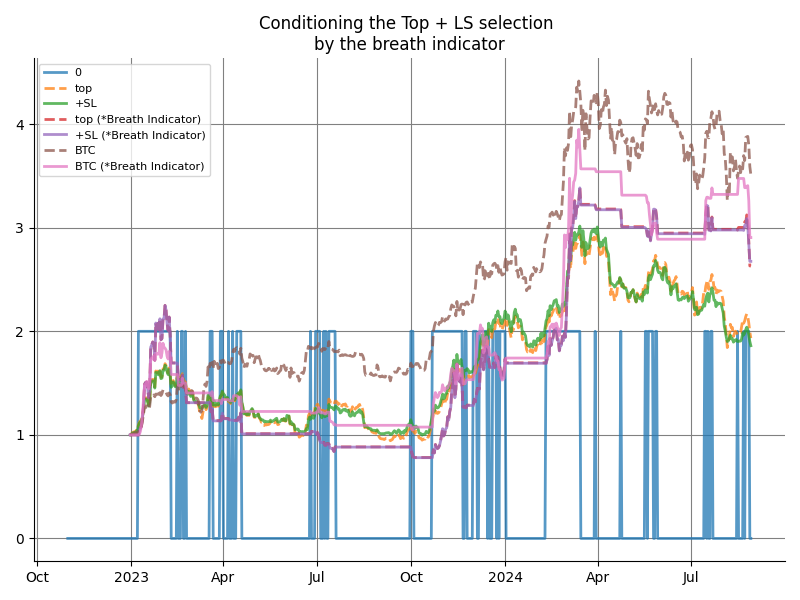 Conditioning the Top + LS selection
by the breath indicator
0
top
+SL
top (*Breath Indicator)
+SL (*Breath Indicator)
BTC
BTC (*Breath Indicator)
4
3
2
1
0
Oct
2023
Apr
Jul
Oct
2024
Apr
Jul